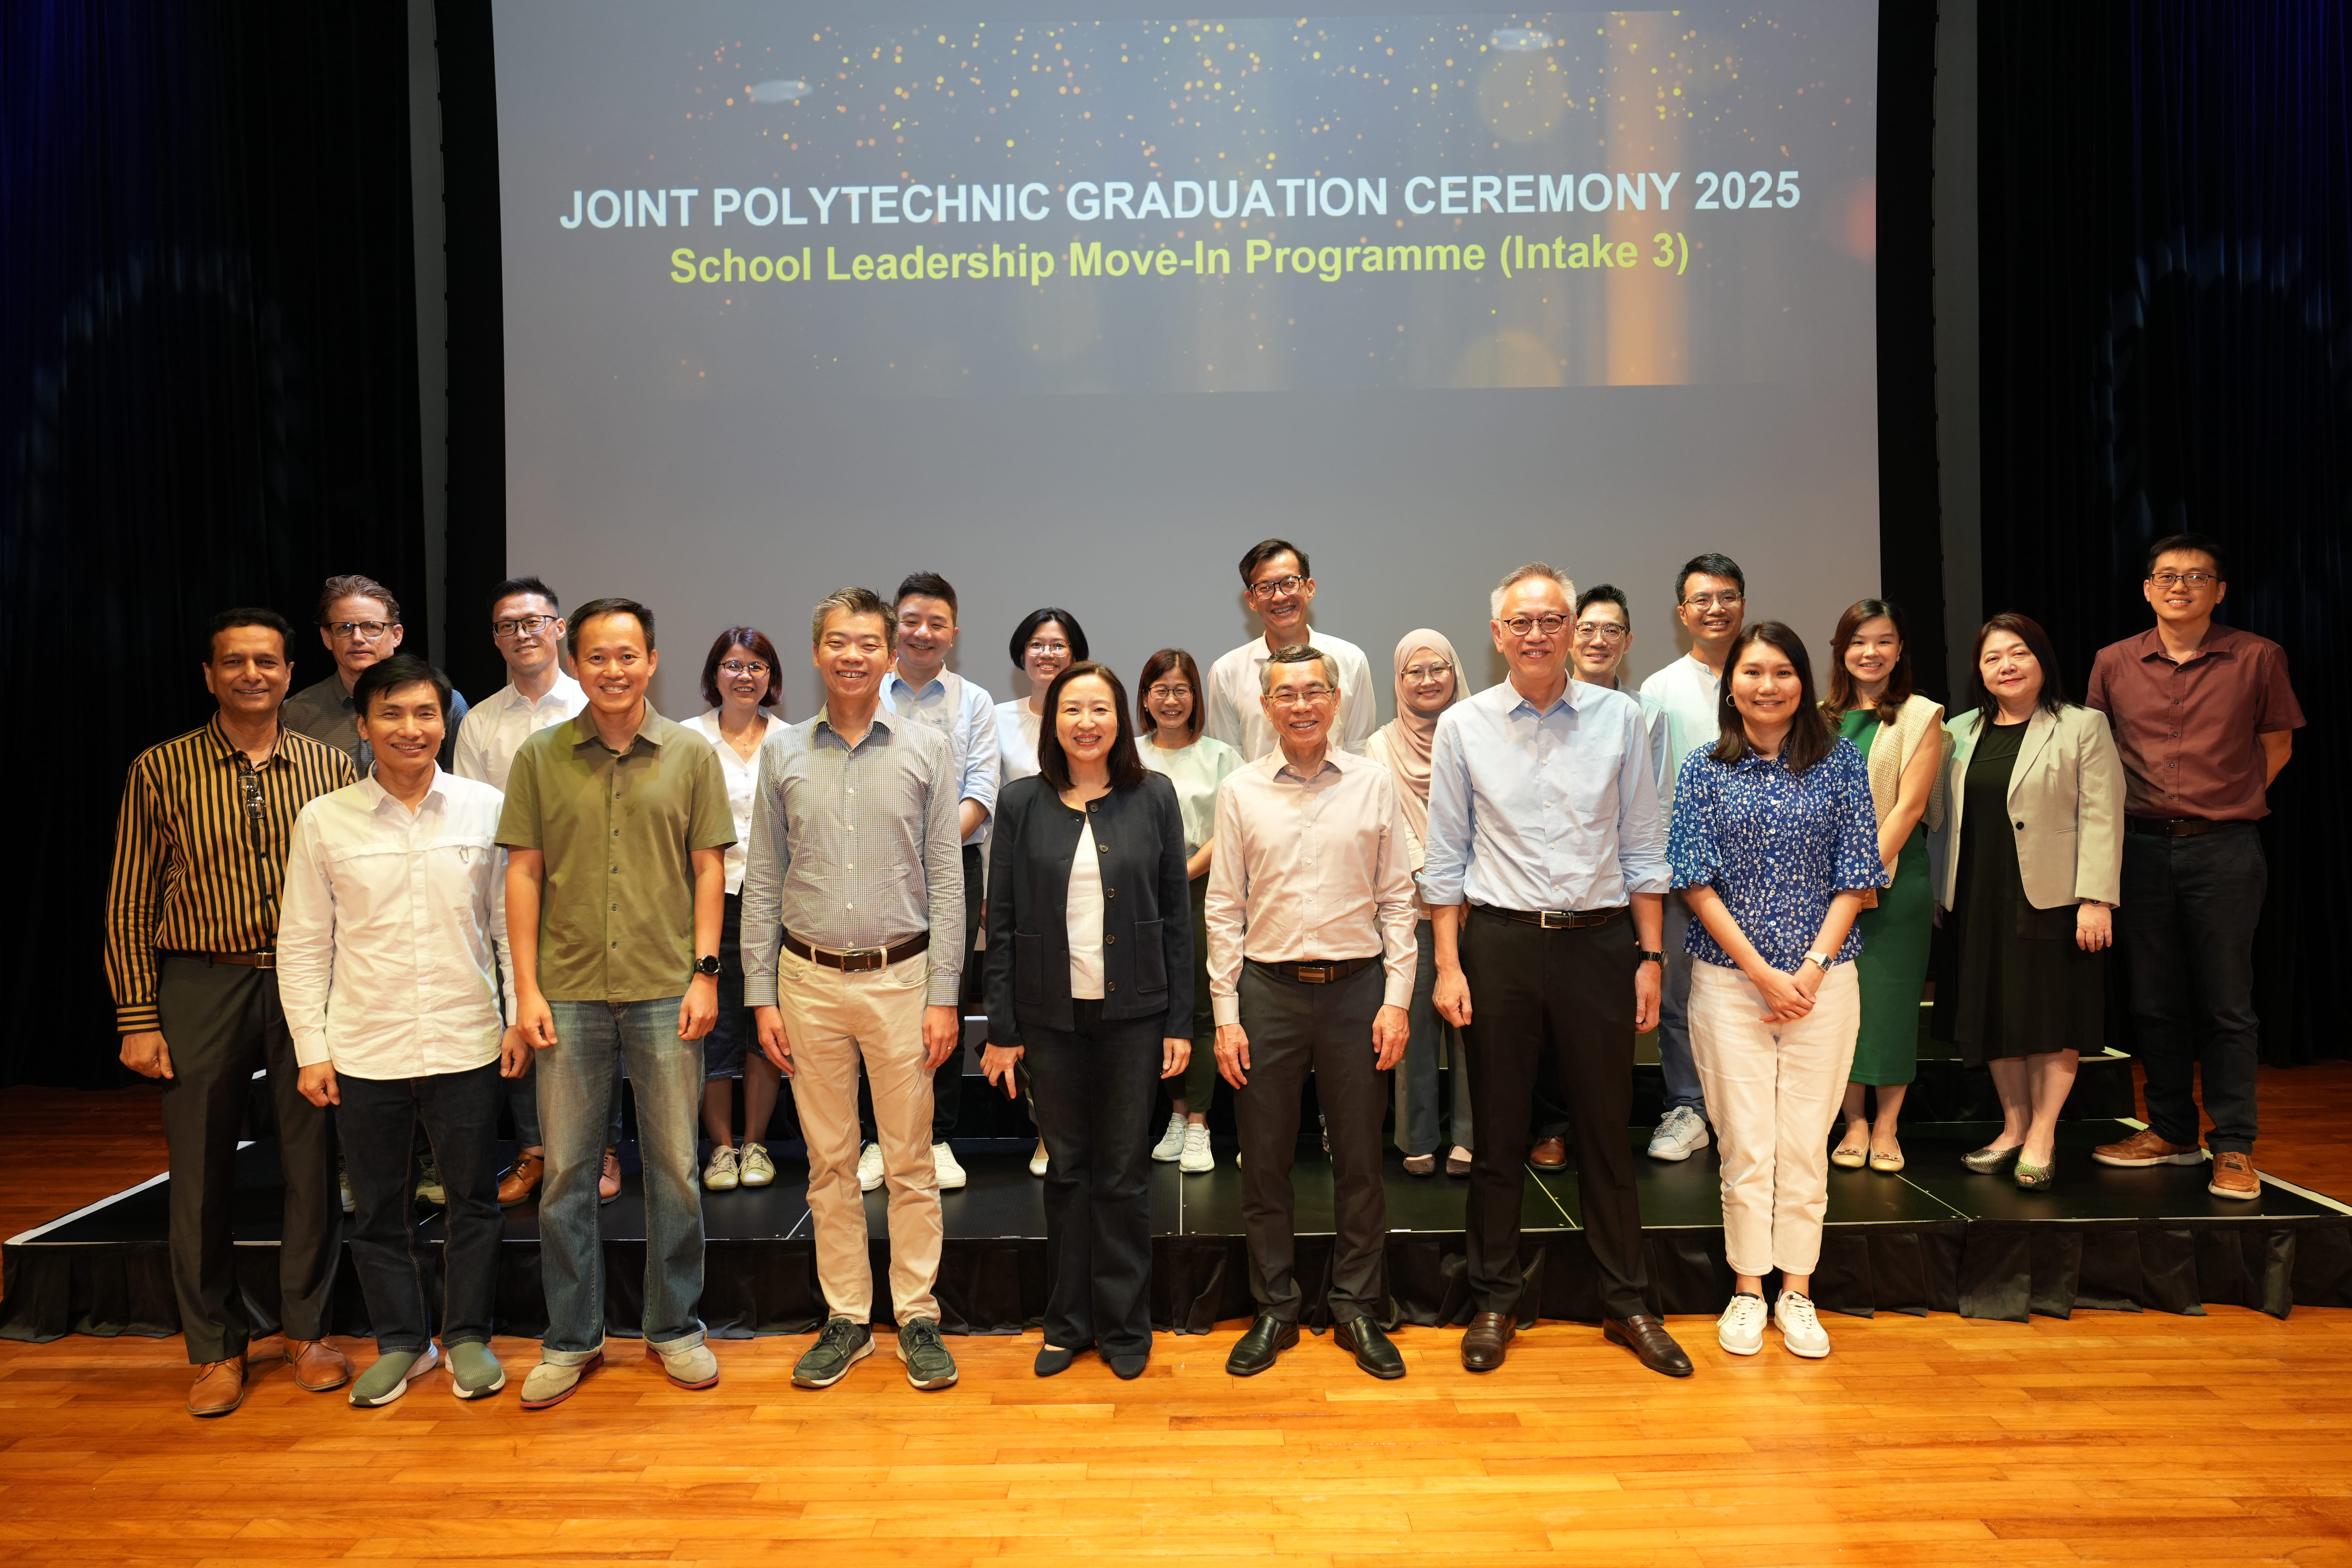 JOINT POLYTECHNIC GRADUATION CEREMONY 2025
School Leadership Move-In Programme (Intake 3)